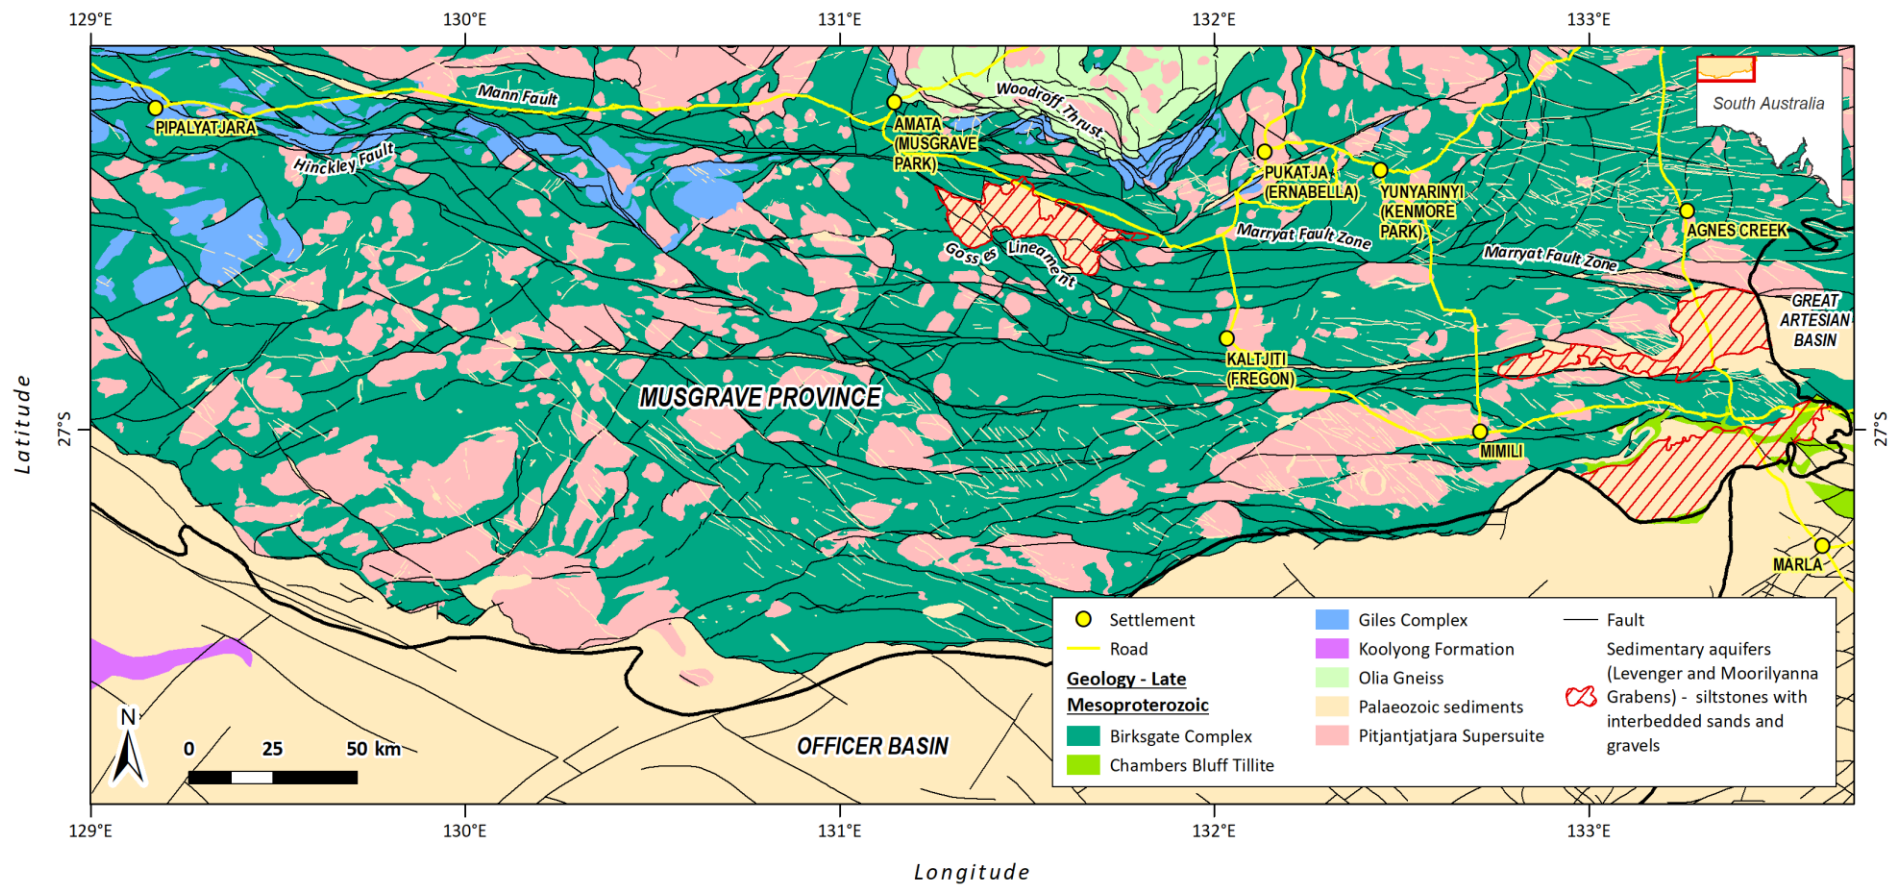 129°E
130°E
131°E
132°E
133°E
Mann Fault
Woodroff Thrust
South Australia
PIPALYATJARA
AMATA
(MUSGRAVE
PARK)
Hinckley Fault
PUKATJA
(ERNABELLA)
YUNYARINYI
(KENMORE
PARK)
AGNES CREEK
Marryat Fault Zone
Marryat Fault Zone
Gosses Lineament
GREAT
ARTESIAN
BASIN
KALTJITI
(FREGON)
MUSGRAVE PROVINCE
Latitude
27°S
27°S
MIMILI
MARLA
OFFICER BASIN
N
0 25 50 km
Settlement
Road
Geology - Late
Mesoproterozoic
Birksgate Complex
Chambers Bluff Tillite
Giles Complex
Koolyong Formation
Olia Gneiss
Palaeozoic sediments
Pitjantjatjara Supersuite
Fault
Sedimentary aquifers
(Levenger and Moorilyanna
Grabens) - siltstones with
interbedded sands and
gravels
129°E
130°E
131°E
132°E
133°E
Longitude